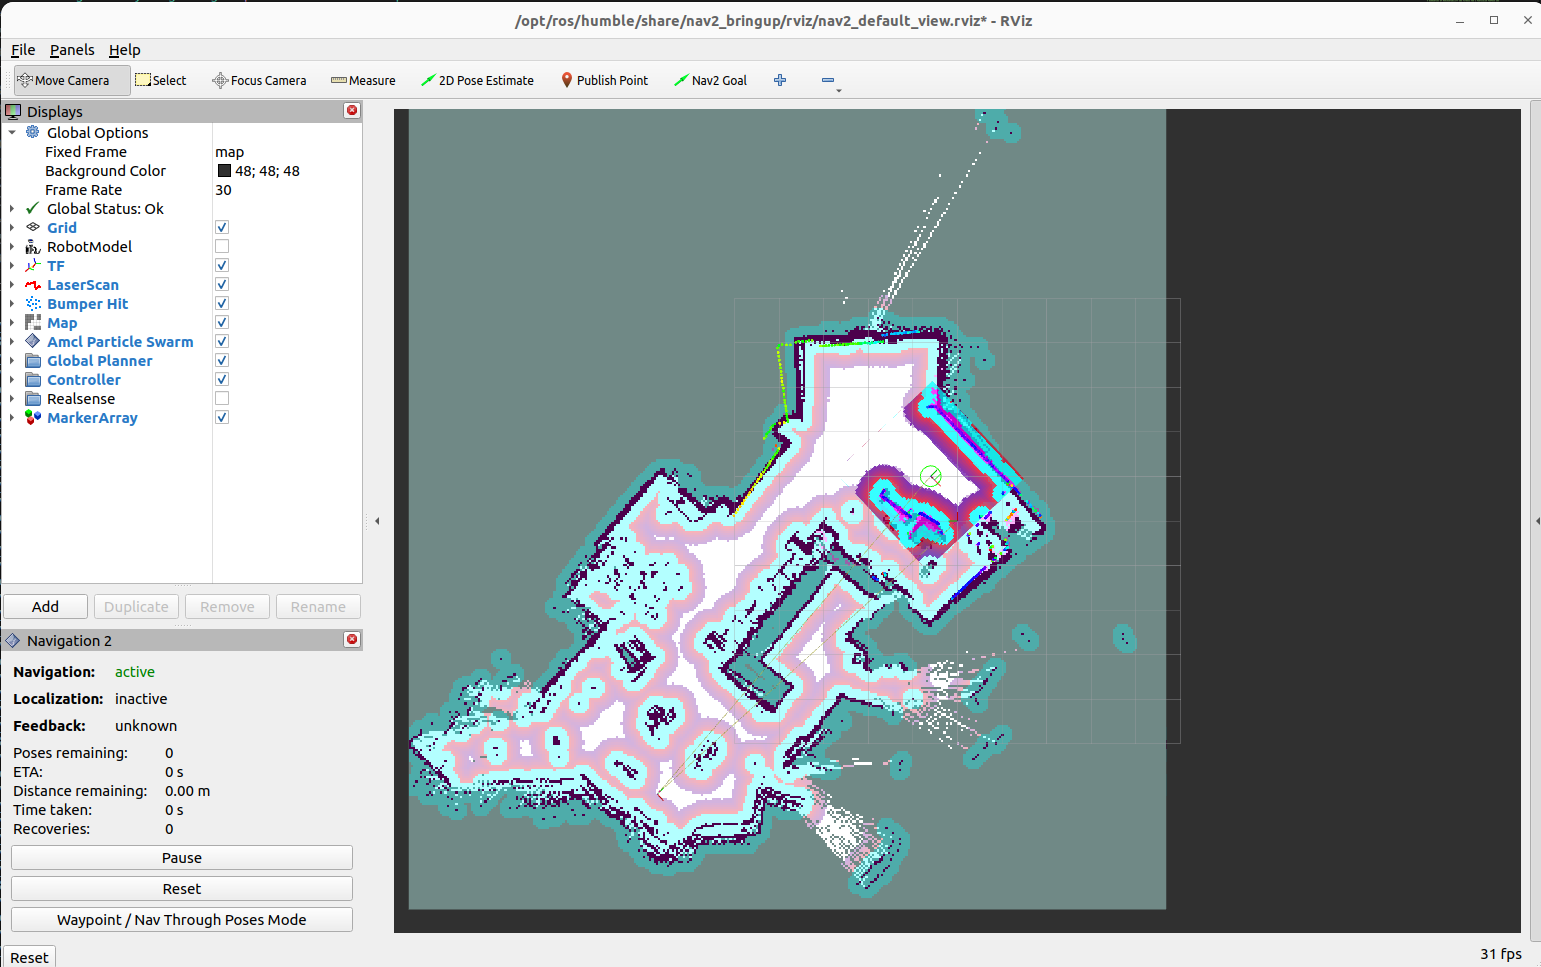 /opt/ros/humble/share/nav2_bringup/rviz/nav2_default_view.rviz* - RViz
File Panels Help
Move Camera Select Focus Camera Measure 2D Pose Estimate Publish Point Nav2 Goal
Displays
Global Options
Fixed Frame map
Background Color 48; 48; 48
Frame Rate 30
Global Status: Ok
Grid
RobotModel
TF
LaserScan
Bumper Hit
Map
Amcl Particle Swarm
Global Planner
Controller
Realsense
MarkerArray
Add Duplicate Remove Rename
Navigation 2
Navigation: active
Localization: inactive
Feedback: unknown
Poses remaining: 0
ETA: 0 s
Distance remaining: 0.00 m
Time taken: 0 s
Recoveries: 0
Pause
Reset
Waypoint / Nav Through Poses Mode
Reset 31 fps